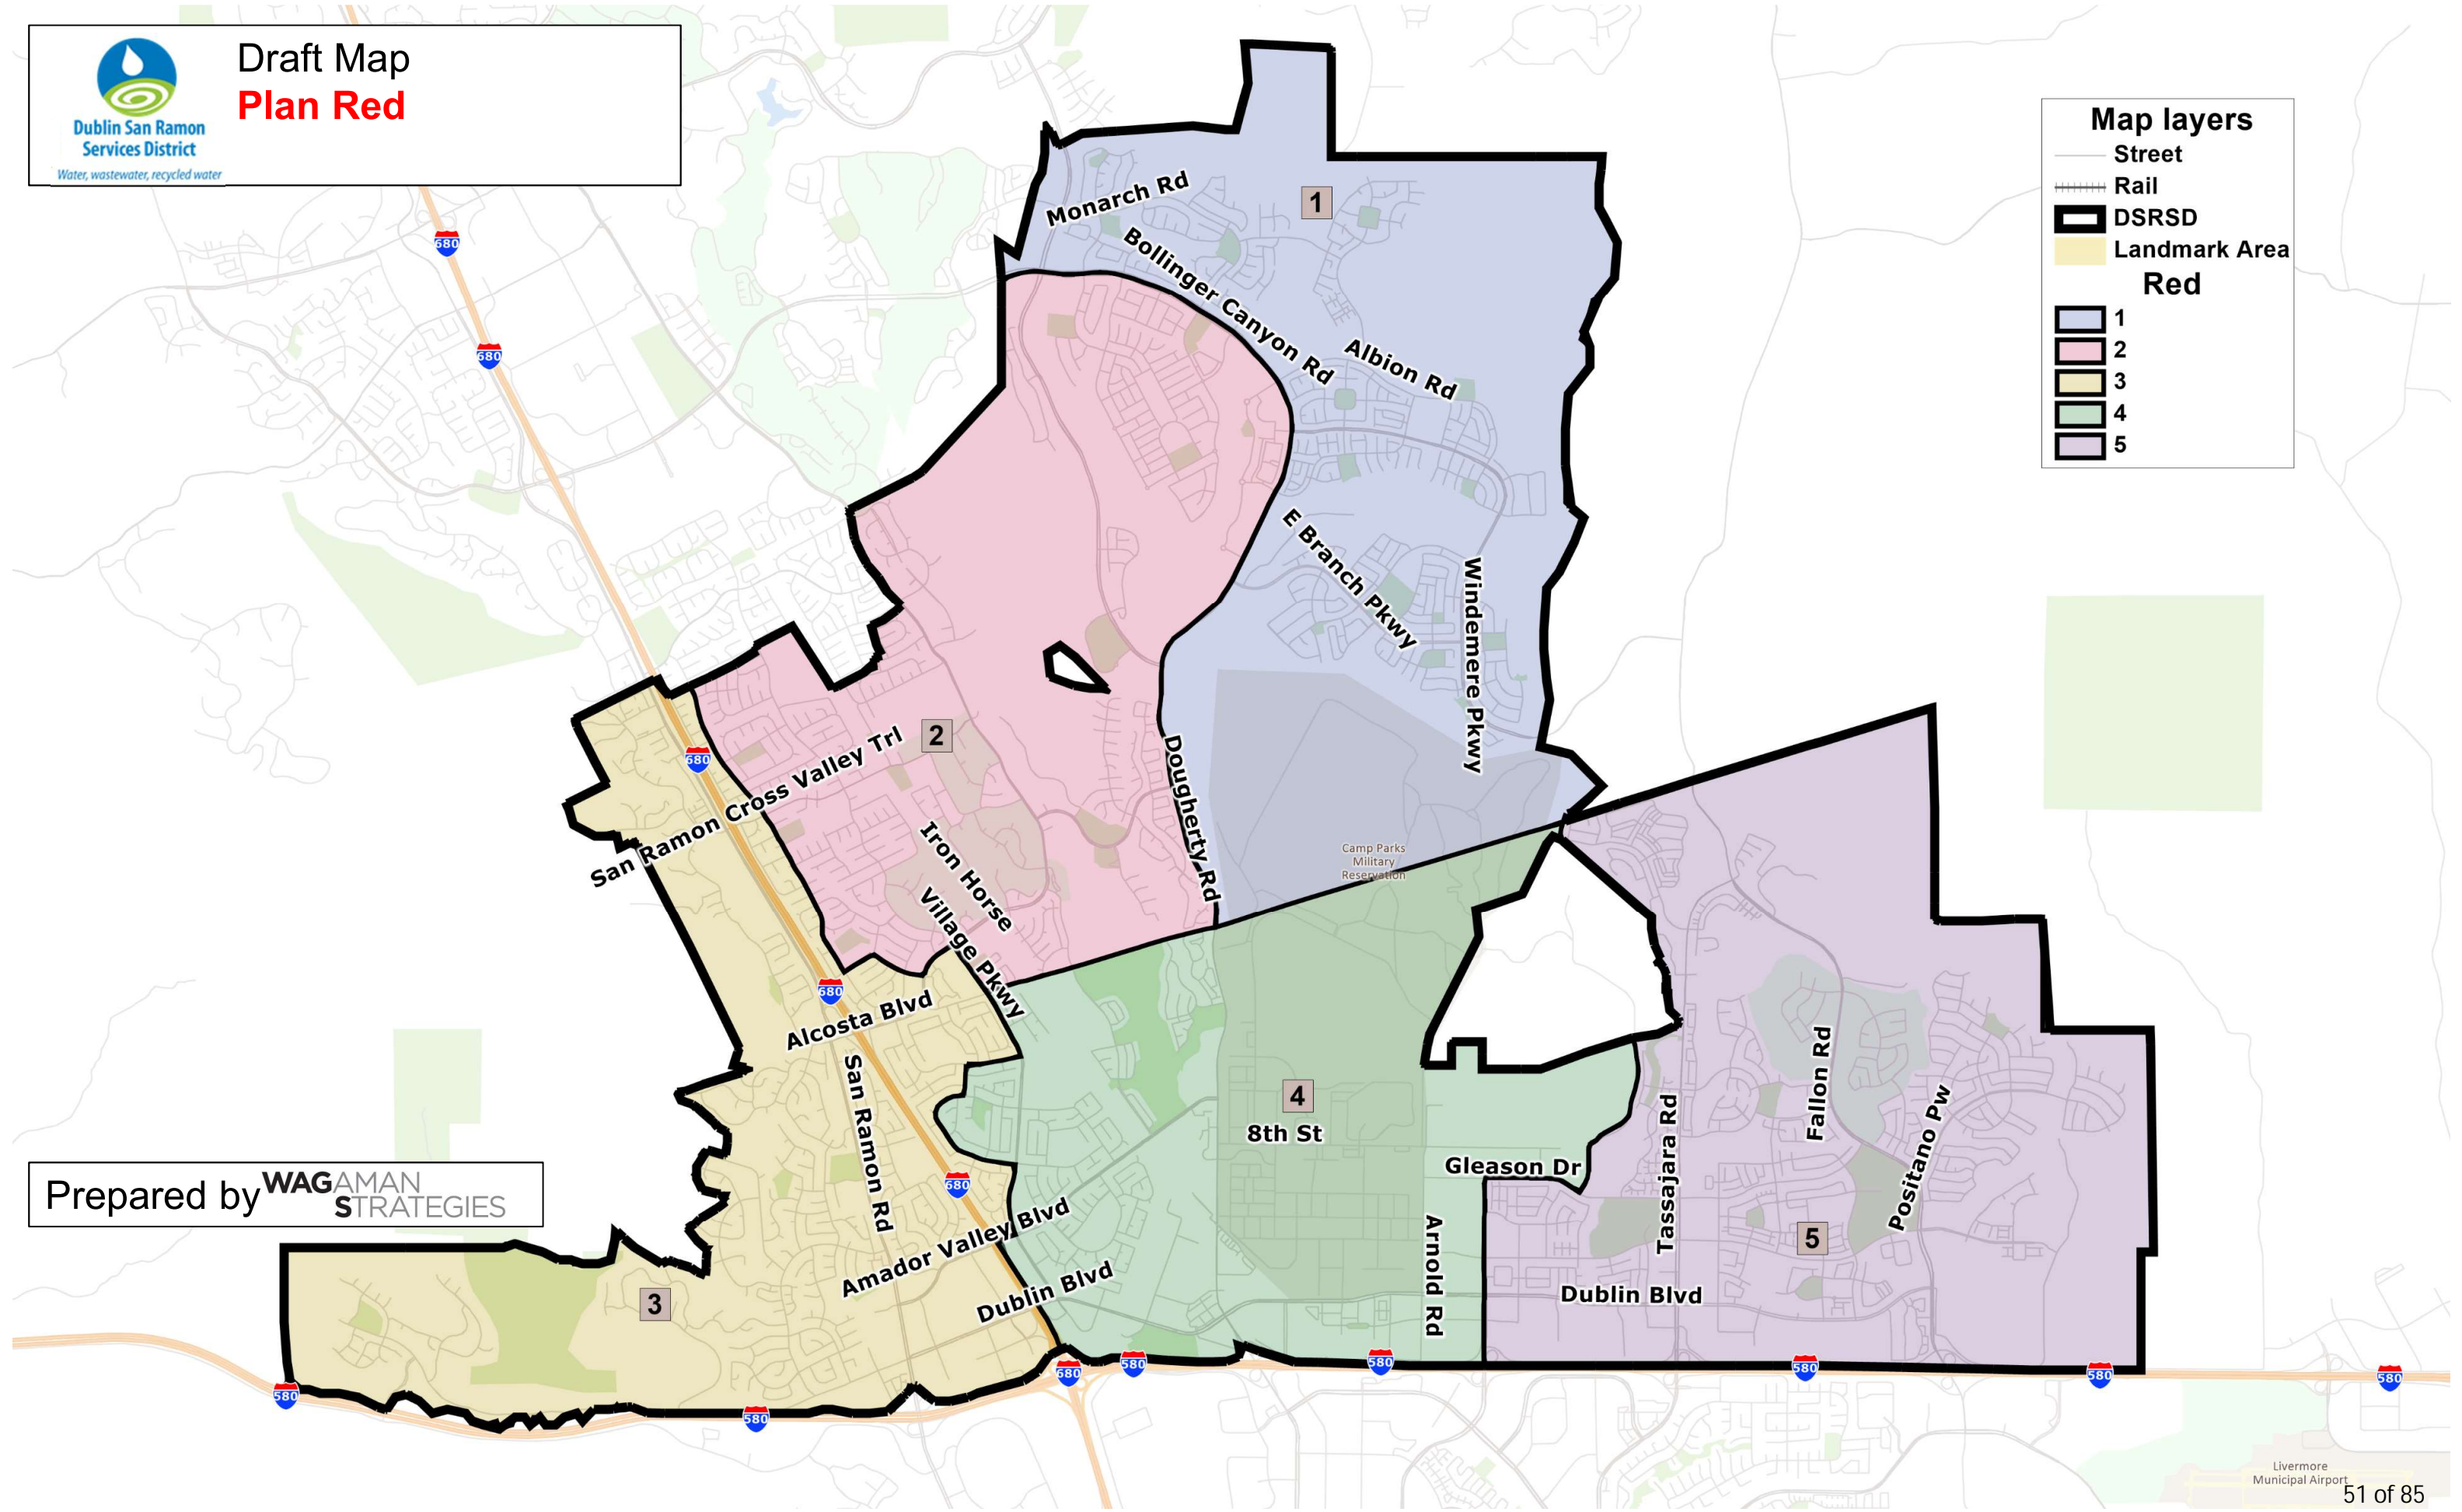 Draft Map
Plan Red
Dublin San Ramon
Services District
Water, wastewater, recycled water
Map layers
Street
Rail
DSRSD
Landmark Area
Red
1
2
3
4
5
680
680
Monarch Rd
1
Bollinger Canyon Rd
Albion Rd
E Branch Pkwy
Windemere Pkwy
680
2
San Ramon Cross Valley Trl
Dougherty Rd
Iron Horse
Village Pkwy
Camp Parks
Military
Reservation
680
Alcosta Blvd
San Ramon Rd
4
8th St
Gleason Dr
Fallon Rd
Positano Pw
Tassajara Rd
680
Amador Valley Blvd
Arnold Rd
5
Dublin Blvd
Dublin Blvd
3
Prepared by WAGAMAN
STRATEGIES
580
580
680
580
580
580
580
580
Livermore
Municipal Airport
51 of 85